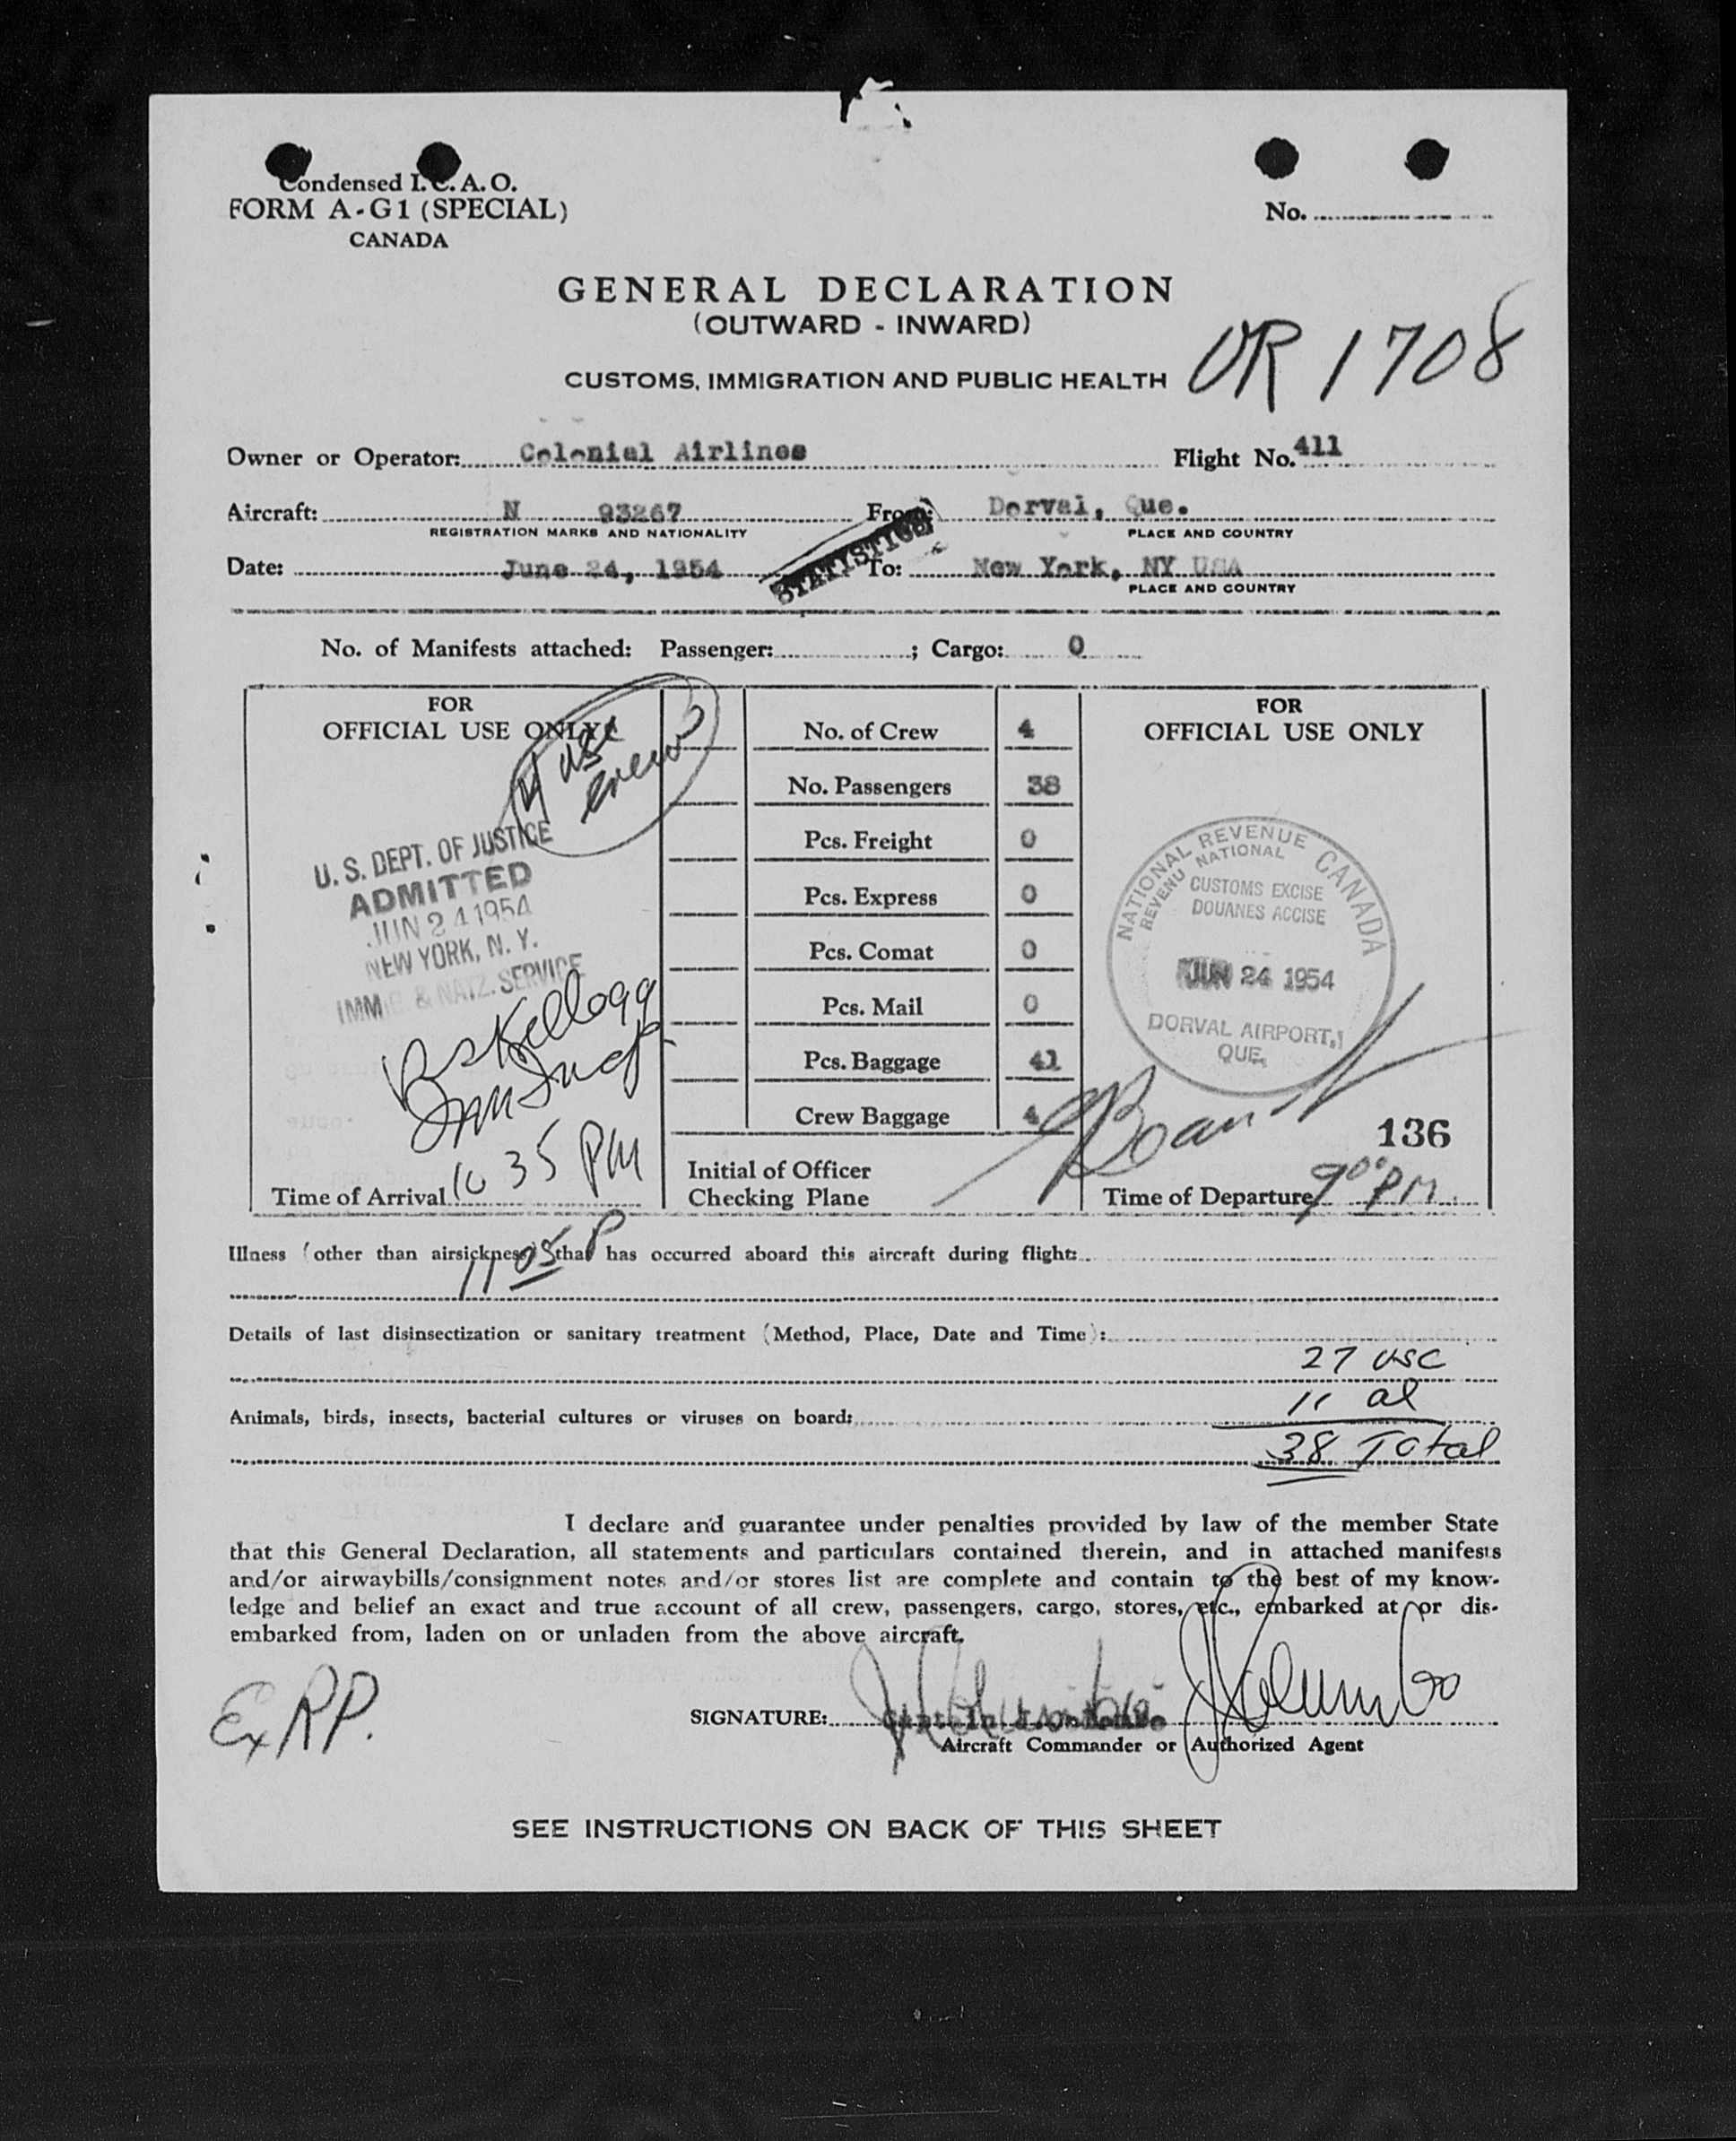 Condensed I.C.A.O.
FORM A-G1 (SPECIAL)
CANADA
No.
GENERAL DECLARATION
(OUTWARD - INWARD)
CUSTOMS, IMMIGRATION AND PUBLIC HEALTH
OR 1708
Owner or Operator: Colonial Airlines Flight No. 411
Aircraft: N 93267 From: Dorval, Que.
REGISTRATION MARKS AND NATIONALITY PLACE AND COUNTRY
STATISTICS
Date: June 24, 1954 To: New York, NY USA
PLACE AND COUNTRY
No. of Manifests attached: Passenger: ; Cargo: 0
FOR
OFFICIAL USE ONLY
4 usc
crew
U. S. DEPT. OF JUSTICE
ADMITTED
JUN 24 1954
NEW YORK, N. Y.
IMMIG. & NATZ. SERVICE
Kellogg
Time of Arrival 10 35 PM
11 05 P
No. of Crew 4
No. Passengers 38
Pcs. Freight 0
Pcs. Express 0
Pcs. Comat 0
Pcs. Mail 0
Pcs. Baggage 41
Crew Baggage 4
Initial of Officer
Checking Plane
FOR
OFFICIAL USE ONLY
NATIONAL REVENUE CANADA
REVENU NATIONAL
CUSTOMS EXCISE
DOUANES ACCISE
JUN 24 1954
DORVAL AIRPORT,
QUE.
136
Time of Departure 9 00 PM
Illness (other than airsickness) that has occurred aboard this aircraft during flight:
Details of last disinsectization or sanitary treatment (Method, Place, Date and Time):
27 USC
Animals, birds, insects, bacterial cultures or viruses on board:
11 al
38 Total
I declare and guarantee under penalties provided by law of the member State
that this General Declaration, all statements and particulars contained therein, and in attached manifests
and/or airwaybills/consignment notes and/or stores list are complete and contain to the best of my know-
ledge and belief an exact and true account of all crew, passengers, cargo, stores, etc., embarked at or dis-
embarked from, laden on or unladen from the above aircraft.
Ex RP.
SIGNATURE: Captain
Aircraft Commander or Authorized Agent
SEE INSTRUCTIONS ON BACK OF THIS SHEET